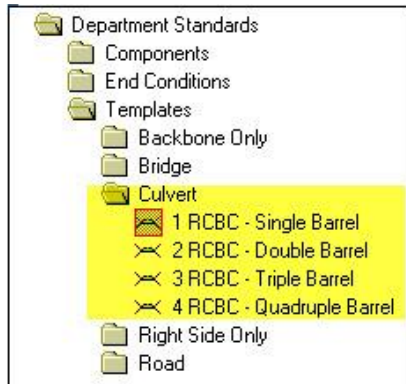 Department Standards
Components
End Conditions
Templates
Backbone Only
Bridge
Culvert
1 RCBC - Single Barrel
2 RCBC - Double Barrel
3 RCBC - Triple Barrel
4 RCBC - Quadruple Barrel
Right Side Only
Road